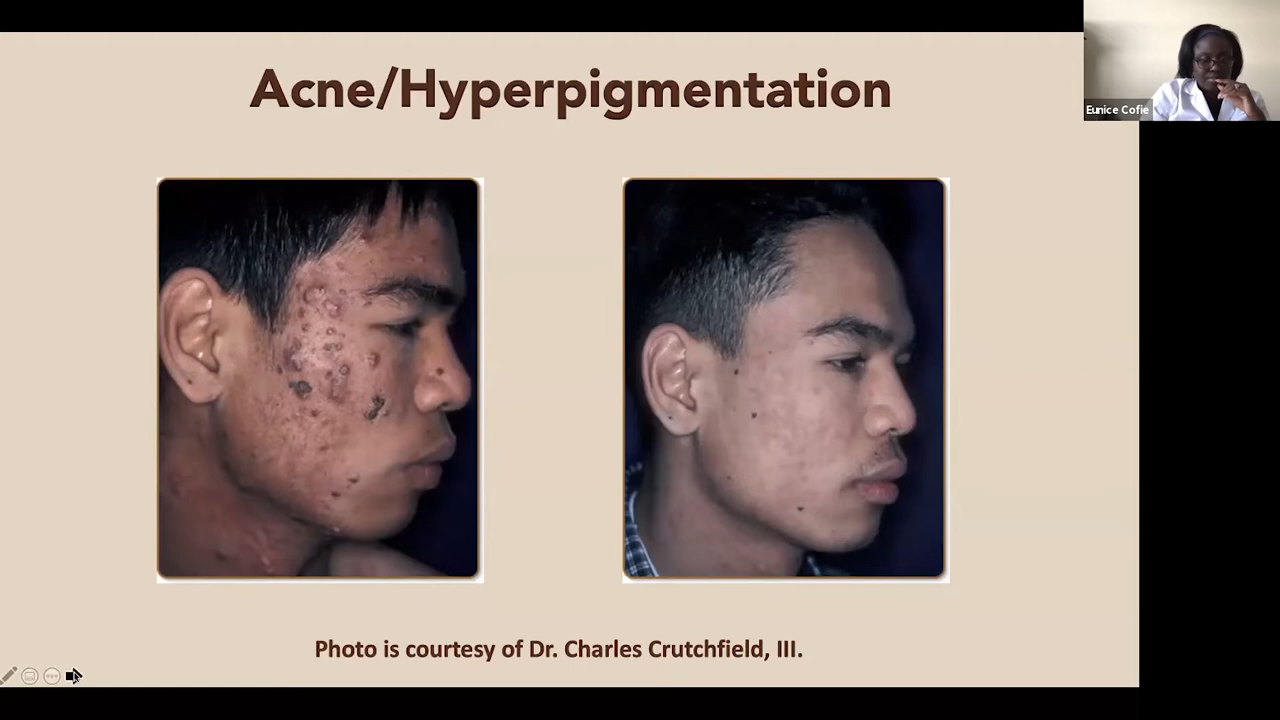 Acne/Hyperpigmentation
Eunice Cofie
Photo is courtesy of Dr. Charles Crutchfield, III.